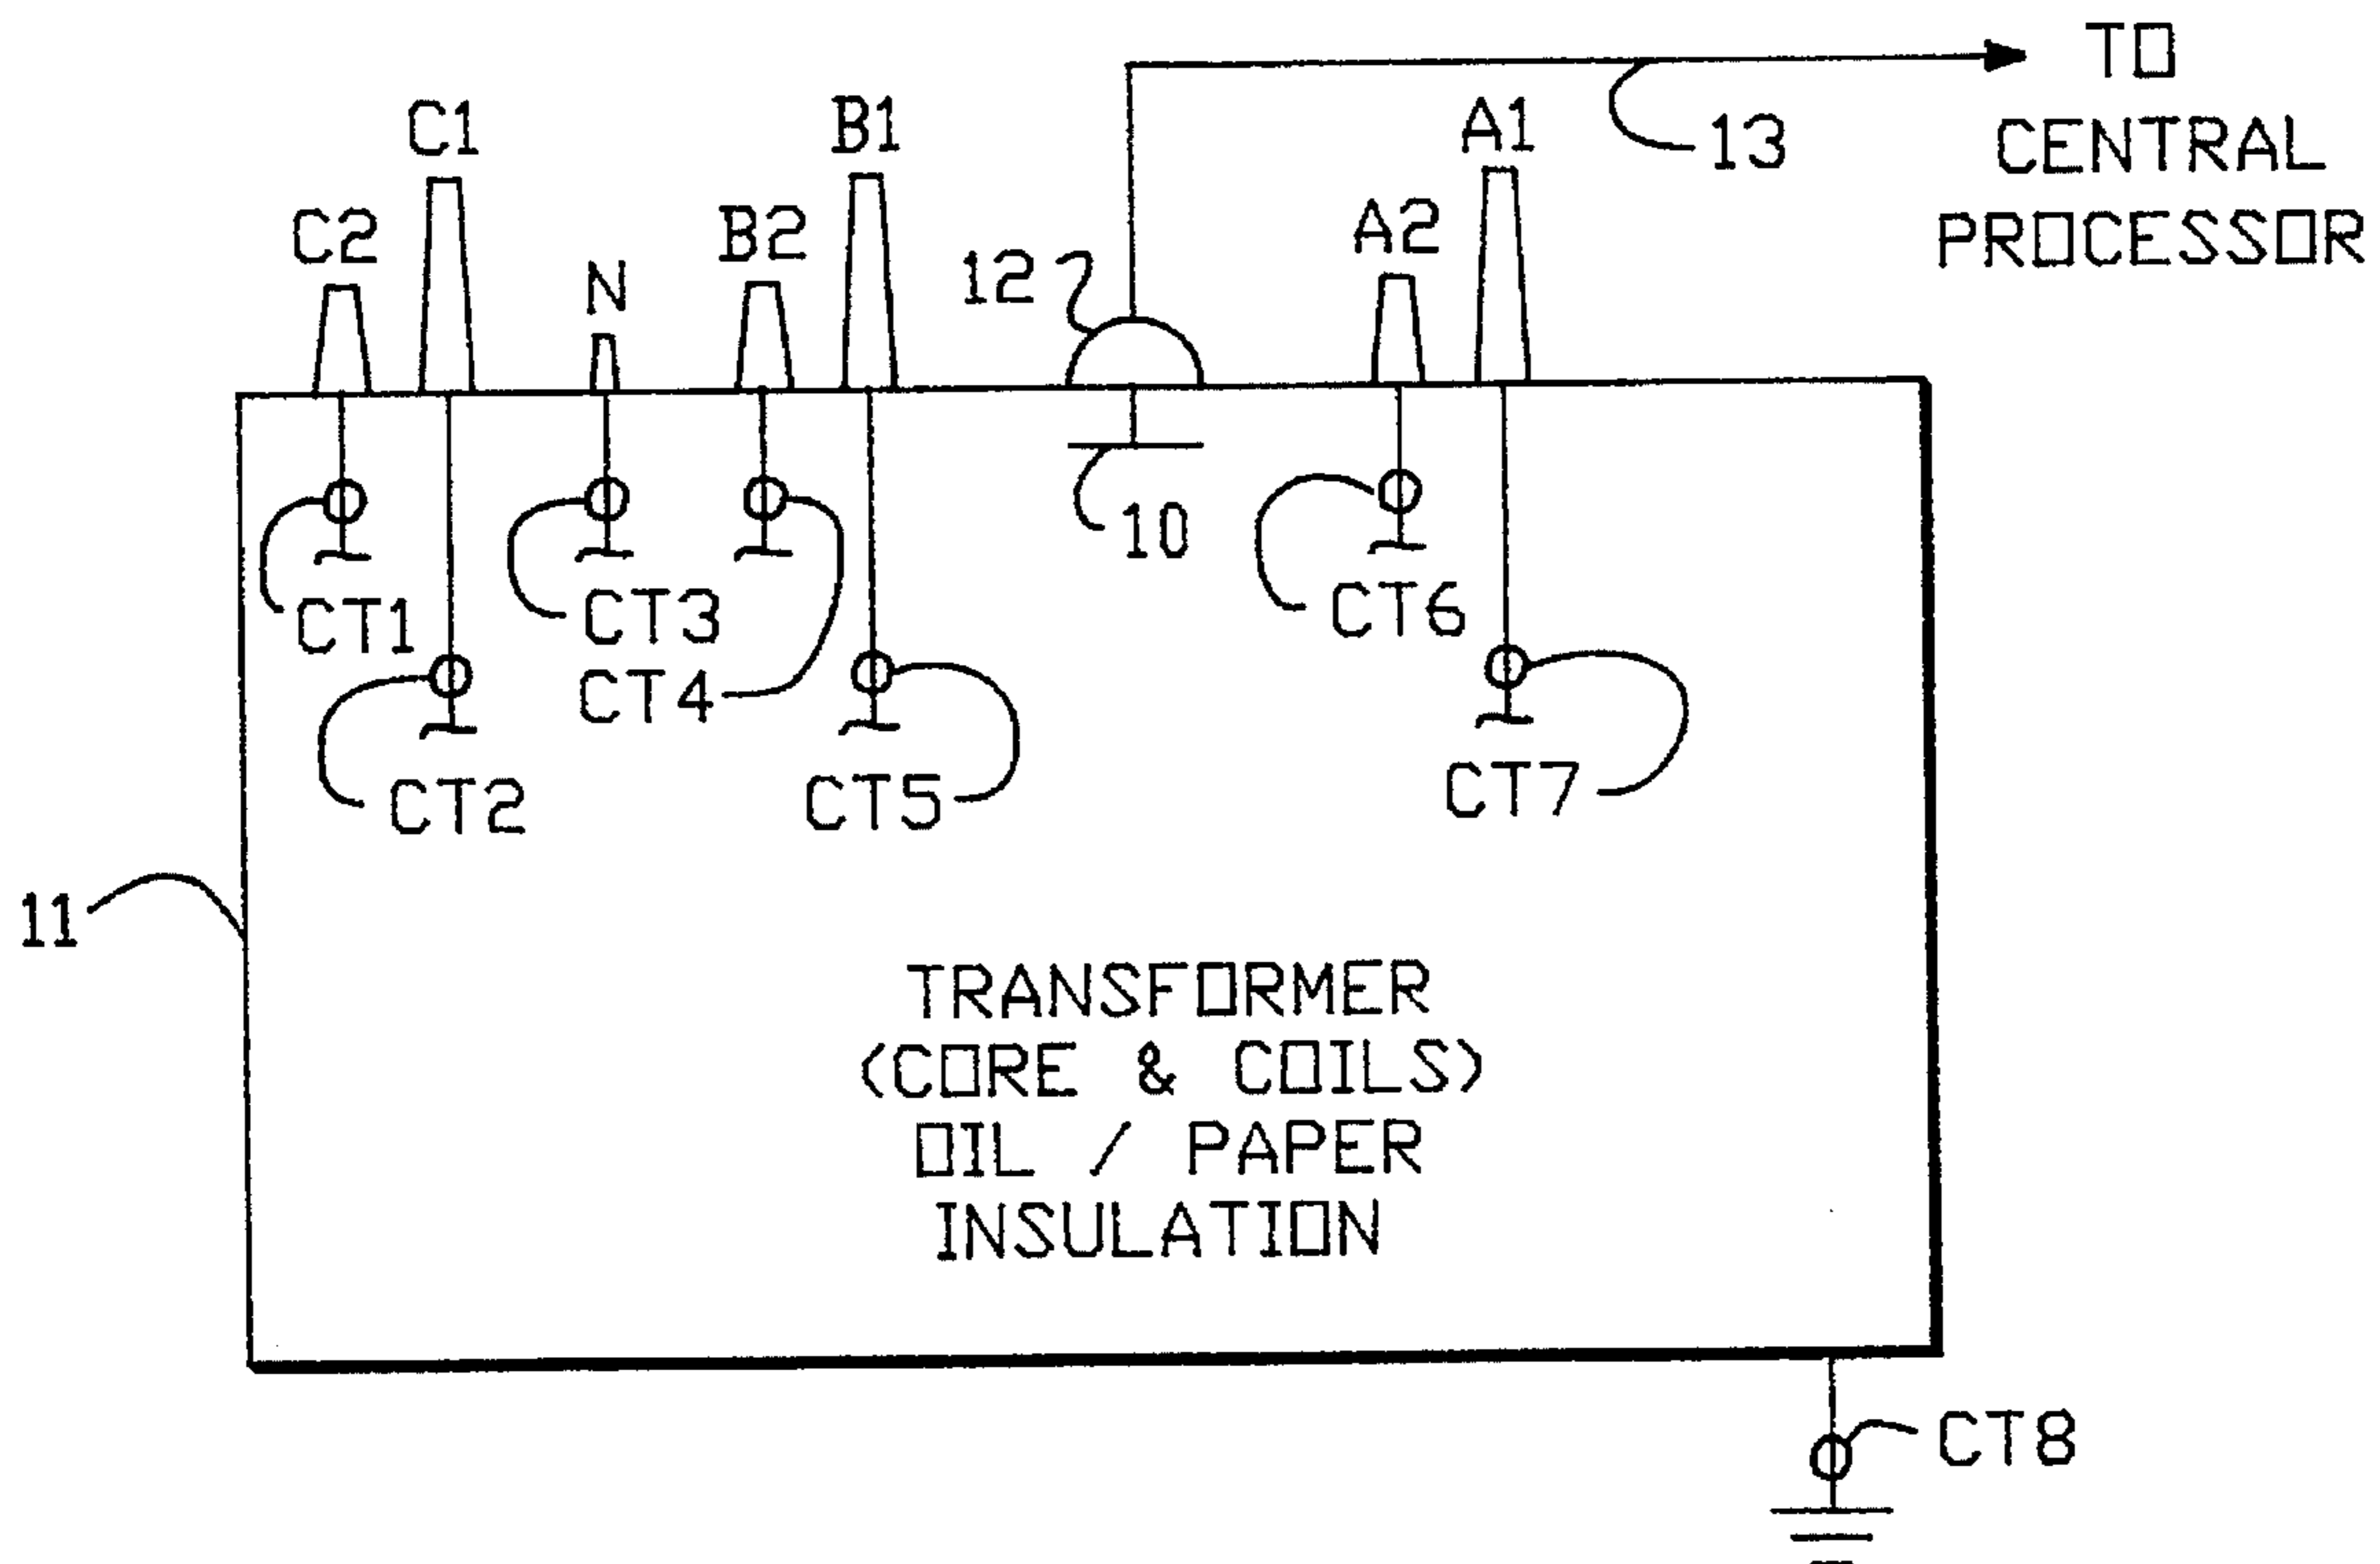 TO
CENTRAL
PROCESSOR
13
C1
B1
A1
C2
B2
A2
N
12
10
CT1
CT3
CT6
CT4
CT2
CT5
CT7
11
TRANSFORMER
(CORE & COILS)
OIL / PAPER
INSULATION
CT8